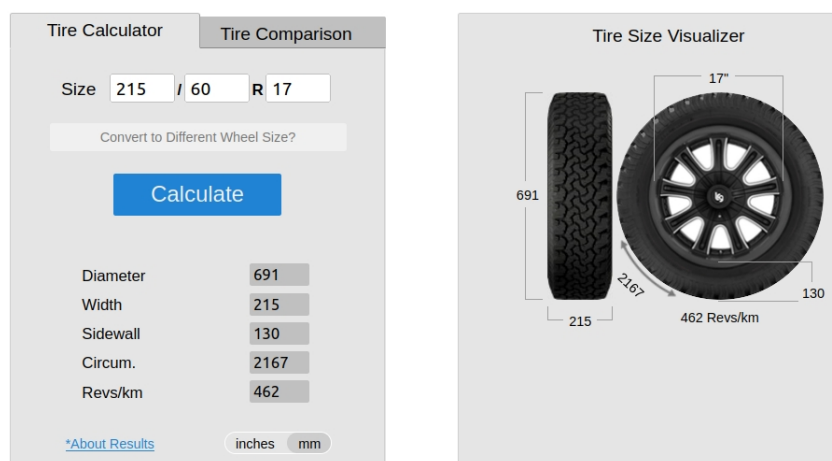 Tire Calculator
Tire Comparison
Size 215 / 60 R 17
Convert to Different Wheel Size?
Calculate
Diameter 691
Width 215
Sidewall 130
Circum. 2167
Revs/km 462
*About Results
inches mm
Tire Size Visualizer
17"
691
2167
130
215
462 Revs/km